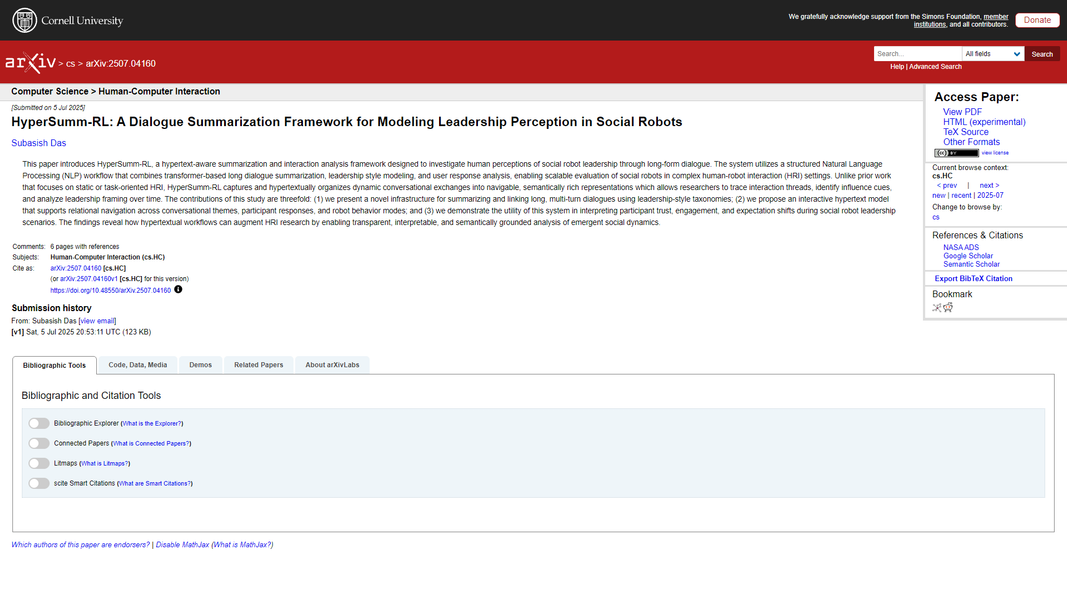 Cornell University
We gratefully acknowledge support from the Simons Foundation, member
institutions, and all contributors.
Donate
arXiv > cs > arXiv:2507.04160
Search...
All fields
Search
Help | Advanced Search
Computer Science > Human-Computer Interaction
[Submitted on 5 Jul 2025]
HyperSumm-RL: A Dialogue Summarization Framework for Modeling Leadership Perception in Social Robots
Subasish Das
This paper introduces HyperSumm-RL, a hypertext-aware summarization and interaction analysis framework designed to investigate human perceptions of social robot leadership through long-form dialogue. The system utilizes a structured Natural Language
Processing (NLP) workflow that combines transformer-based long dialogue summarization, leadership style modeling, and user response analysis, enabling scalable evaluation of social robots in complex human-robot interaction (HRI) settings. Unlike prior work
that focuses on static or task-oriented HRI, HyperSumm-RL captures and hypertextually organizes dynamic conversational exchanges into navigable, semantically rich representations which allows researchers to trace interaction threads, identify influence cues,
and analyze leadership framing over time. The contributions of this study are threefold: (1) we present a novel infrastructure for summarizing and linking long, multi-turn dialogues using leadership-style taxonomies; (2) we propose an interactive hypertext model
that supports relational navigation across conversational themes, participant responses, and robot behavior modes; and (3) we demonstrate the utility of this system in interpreting participant trust, engagement, and expectation shifts during social robot leadership
scenarios. The findings reveal how hypertextual workflows can augment HRI research by enabling transparent, interpretable, and semantically grounded analysis of emergent social dynamics.
Comments: 6 pages with references
Subjects: Human-Computer Interaction (cs.HC)
Cite as: arXiv:2507.04160 [cs.HC]
(or arXiv:2507.04160v1 [cs.HC] for this version)
https://doi.org/10.48550/arXiv.2507.04160
Submission history
From: Subasish Das [view email]
[v1] Sat, 5 Jul 2025 20:53:11 UTC (123 KB)
Access Paper:
View PDF
HTML (experimental)
TeX Source
Other Formats
view license
Current browse context:
cs.HC
< prev | next >
new | recent | 2025-07
Change to browse by:
cs
References & Citations
NASA ADS
Google Scholar
Semantic Scholar
Export BibTeX Citation
Bookmark
Bibliographic Tools
Code, Data, Media
Demos
Related Papers
About arXivLabs
Bibliographic and Citation Tools
Bibliographic Explorer (What is the Explorer?)
Connected Papers (What is Connected Papers?)
Litmaps (What is Litmaps?)
scite Smart Citations (What are Smart Citations?)
Which authors of this paper are endorsers? | Disable MathJax (What is MathJax?)